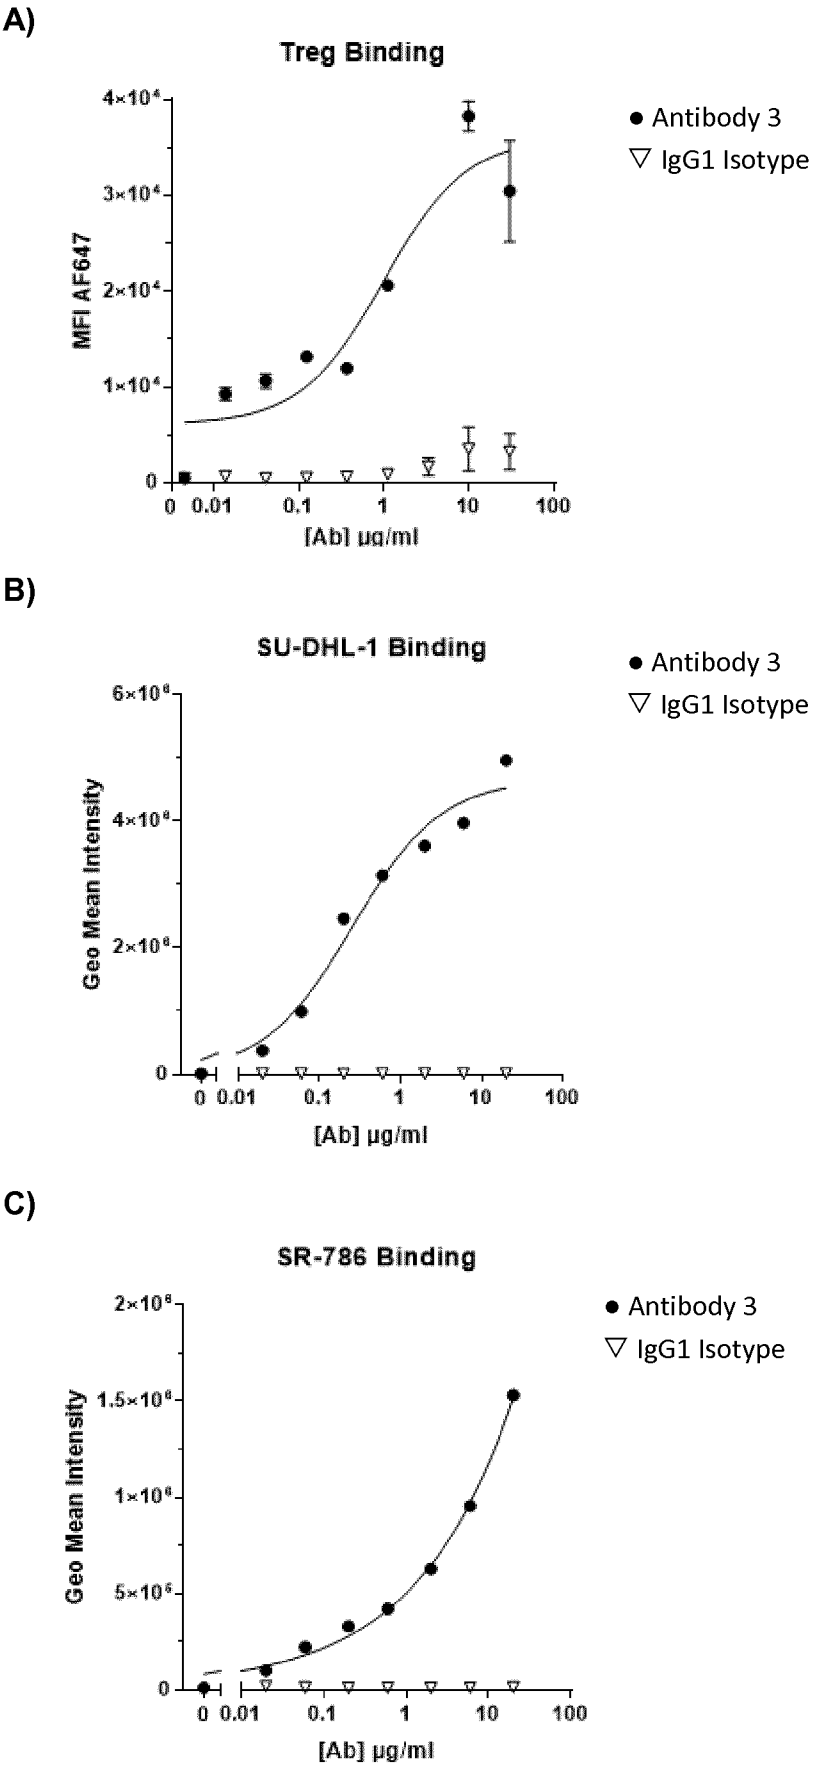 A)
Treg Binding
4×10⁴
3×10⁴
2×10⁴
1×10⁴
0
MFI AF647
0 0.01 0.1 1 10 100
[Ab] µg/ml
● Antibody 3
▽ IgG1 Isotype
B)
SU-DHL-1 Binding
6×10⁶
4×10⁶
2×10⁶
0
Geo Mean Intensity
0 0.01 0.1 1 10 100
[Ab] µg/ml
● Antibody 3
▽ IgG1 Isotype
C)
SR-786 Binding
2×10⁶
1.5×10⁶
1×10⁶
5×10⁵
0
Geo Mean Intensity
0 0.01 0.1 1 10 100
[Ab] µg/ml
● Antibody 3
▽ IgG1 Isotype